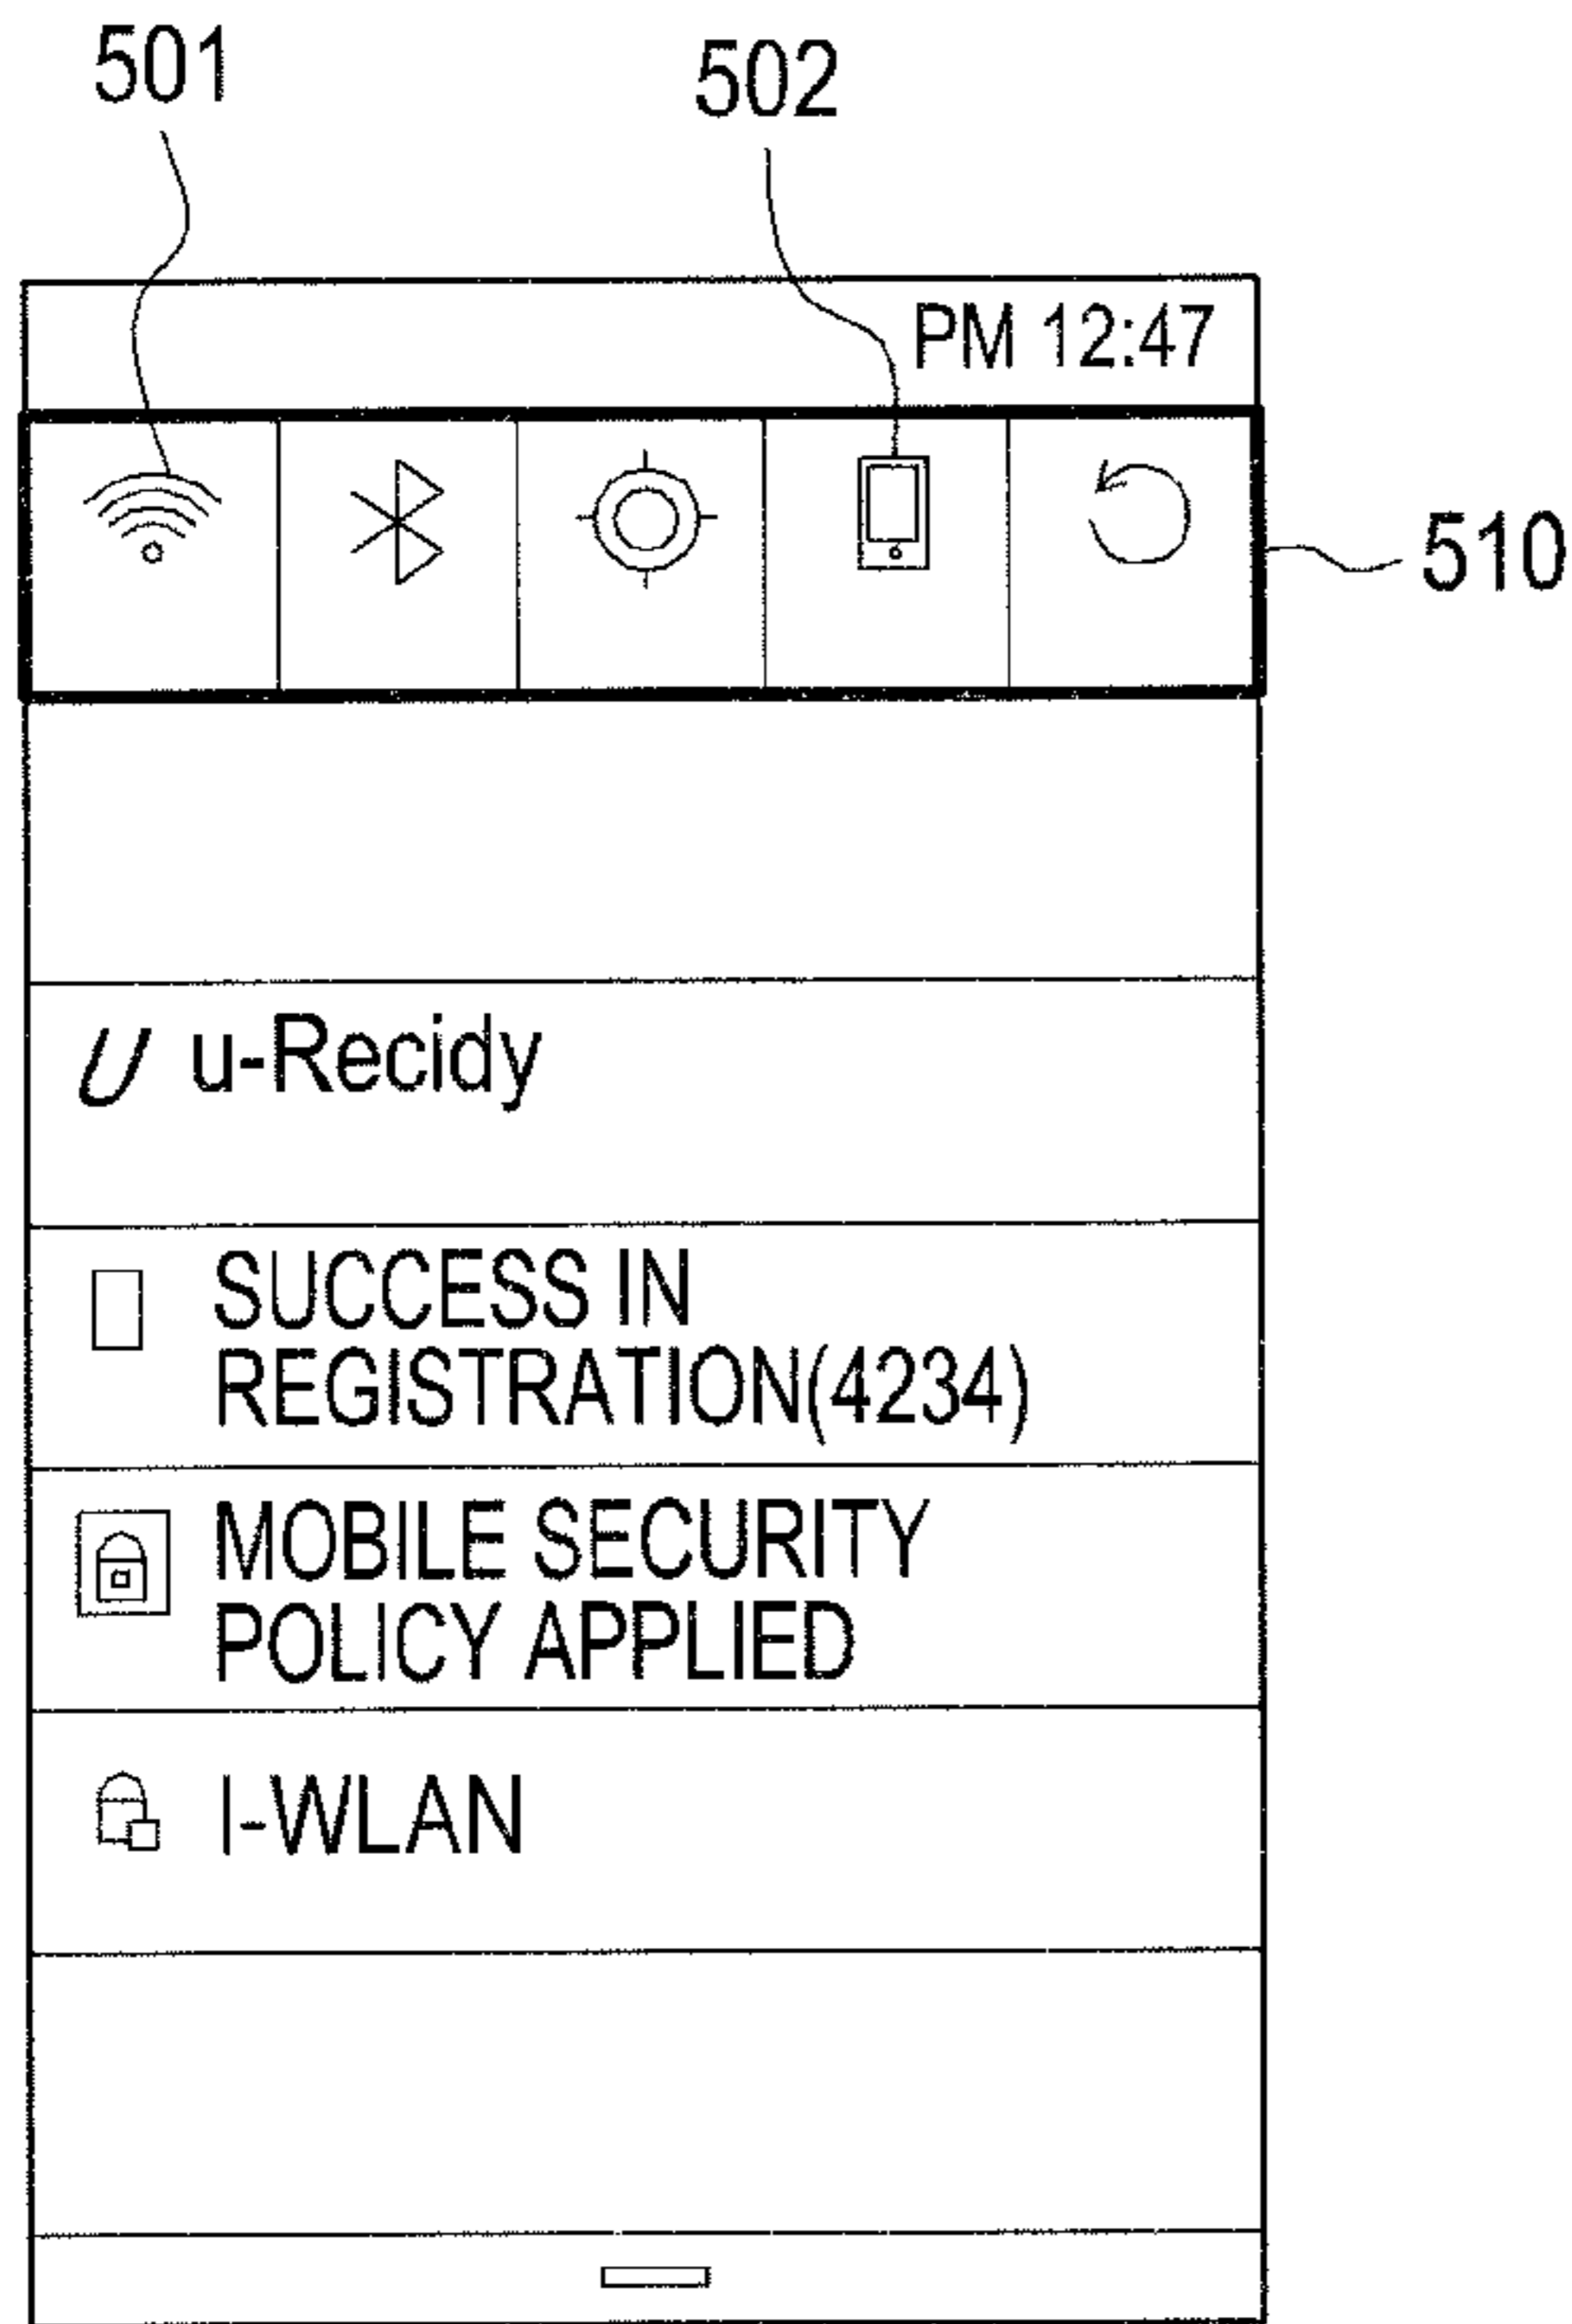 501
502
PM 12:47
510
U u-Recidy
SUCCESS IN
REGISTRATION(4234)
MOBILE SECURITY
POLICY APPLIED
I-WLAN